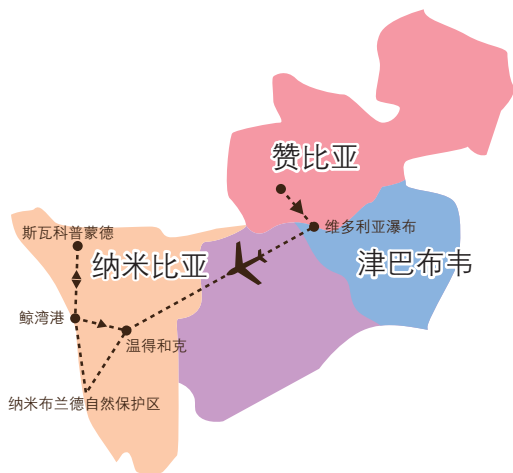 赞比亚
维多利亚瀑布
斯瓦科普蒙德
纳米比亚
津巴布韦
鲸湾港
温得和克
纳米布兰德自然保护区